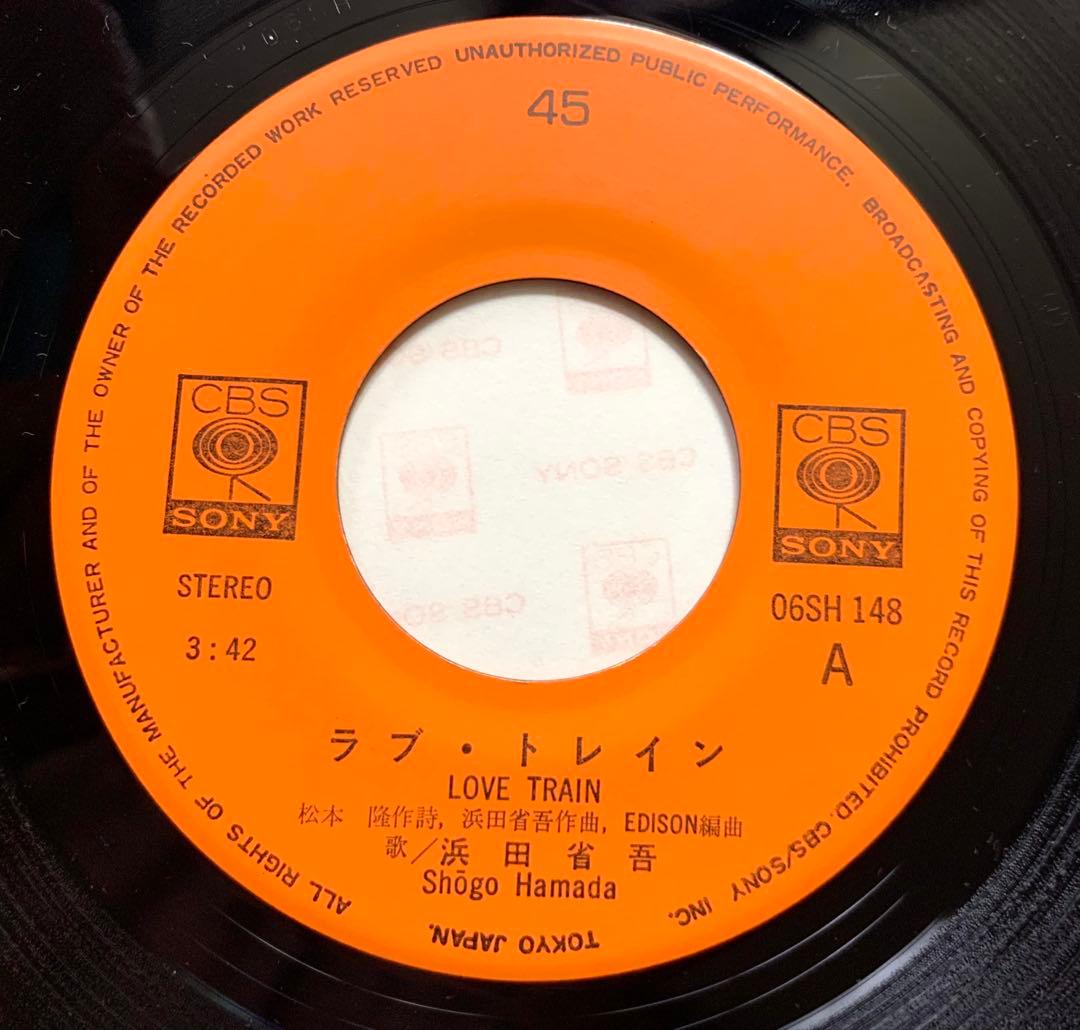 ALL RIGHTS OF THE MANUFACTURER AND OF THE OWNER OF THE RECORDED WORK RESERVED UNAUTHORIZED PUBLIC PERFORMANCE. BROADCASTING AND COPYING OF THIS RECORD PROHIBITED. CBS/SONY INC.
TOKYO JAPAN.
45
CBS
SONY
STEREO
3:42
CBS
SONY
06SH 148
A
ラブ・トレイン
LOVE TRAIN
松本 隆作詩, 浜田省吾作曲, EDISON編曲
歌/浜田省吾
Shōgo Hamada
CBS SONY